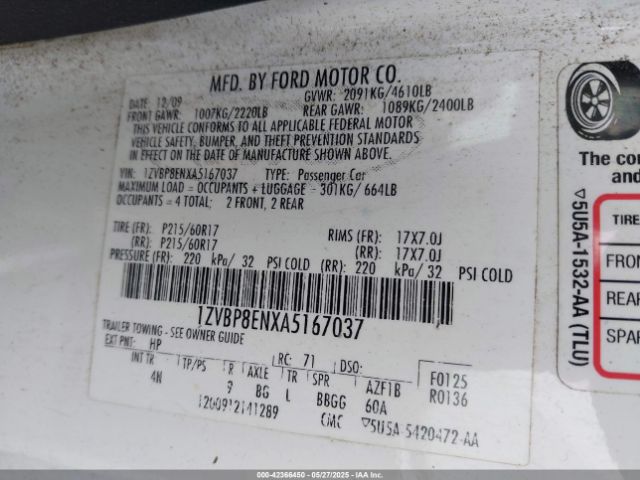 MFD. BY FORD MOTOR CO.
DATE: 12/09 GVWR: 2091KG/4610LB
FRONT GAWR: 1007KG/2220LB REAR GAWR: 1089KG/2400LB
THIS VEHICLE CONFORMS TO ALL APPLICABLE FEDERAL MOTOR
VEHICLE SAFETY, BUMPER, AND THEFT PREVENTION STANDARDS
IN EFFECT ON THE DATE OF MANUFACTURE SHOWN ABOVE.
VIN: 1ZVBP8ENXA5167037 TYPE: Passenger Car
MAXIMUM LOAD = OCCUPANTS + LUGGAGE = 301KG/ 664LB
OCCUPANTS = 4 TOTAL: 2 FRONT, 2 REAR
TIRE (FR): P215/60R17 RIMS (FR): 17X7.0J
(RR): P215/60R17 (RR): 17X7.0J
PRESSURE (FR): 220 kPa/ 32 PSI COLD (RR): 220 kPa/ 32 PSI COLD
1ZVBP8ENXA5167037
TRAILER TOWING - SEE OWNER GUIDE
EXT PNT: HP RC: 71 DSO:
INT TR TP/PS R AXLE TR SPR AZF1B F0125
4N 9 BG L BBGG 60A R0136
1200912141289 CMC ▽5U5A-5420472-AA
The con
and
▽5U5A-1532-AA (TLU)
TIRE
FRON
REAR
SPAR
000-42366450 - 05/27/2025 - IAAI.COM